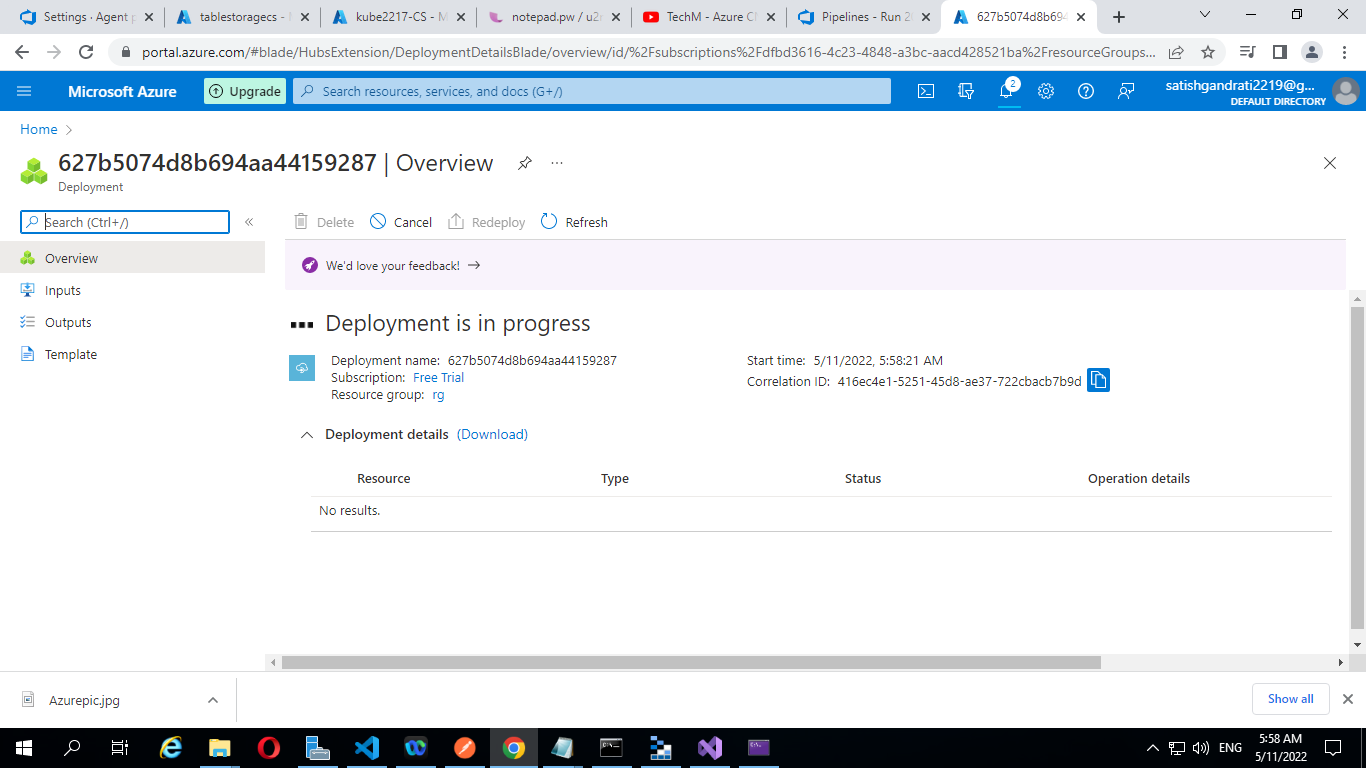 Settings · Agent p
tablestoragecs -
kube2217-CS - M
notepad.pw / u2
TechM - Azure Cl
Pipelines - Run 2
627b5074d8b694
portal.azure.com/#blade/HubsExtension/DeploymentDetailsBlade/overview/id/%2Fsubscriptions%2Fdfbd3616-4c23-4848-a3bc-aacd428521ba%2FresourceGroups...
Microsoft Azure
Upgrade
Search resources, services, and docs (G+/)
2
satishgandrati2219@g...
DEFAULT DIRECTORY
Home
627b5074d8b694aa44159287 | Overview
Deployment
Search (Ctrl+/)
Delete
Cancel
Redeploy
Refresh
Overview
Inputs
Outputs
Template
We'd love your feedback!
Deployment is in progress
Deployment name: 627b5074d8b694aa44159287
Subscription: Free Trial
Resource group: rg
Start time: 5/11/2022, 5:58:21 AM
Correlation ID: 416ec4e1-5251-45d8-ae37-722cbacb7b9d
Deployment details (Download)
Resource Type Status Operation details
No results.
Azurepic.jpg
Show all
ENG
5:58 AM
5/11/2022